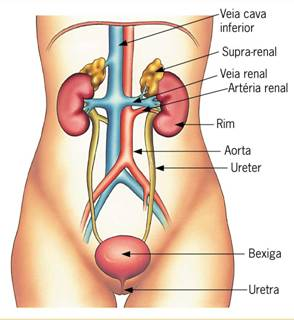 Veia cava
inferior
Supra-renal
Veia renal
Artéria renal
Rim
Aorta
Ureter
Bexiga
Uretra